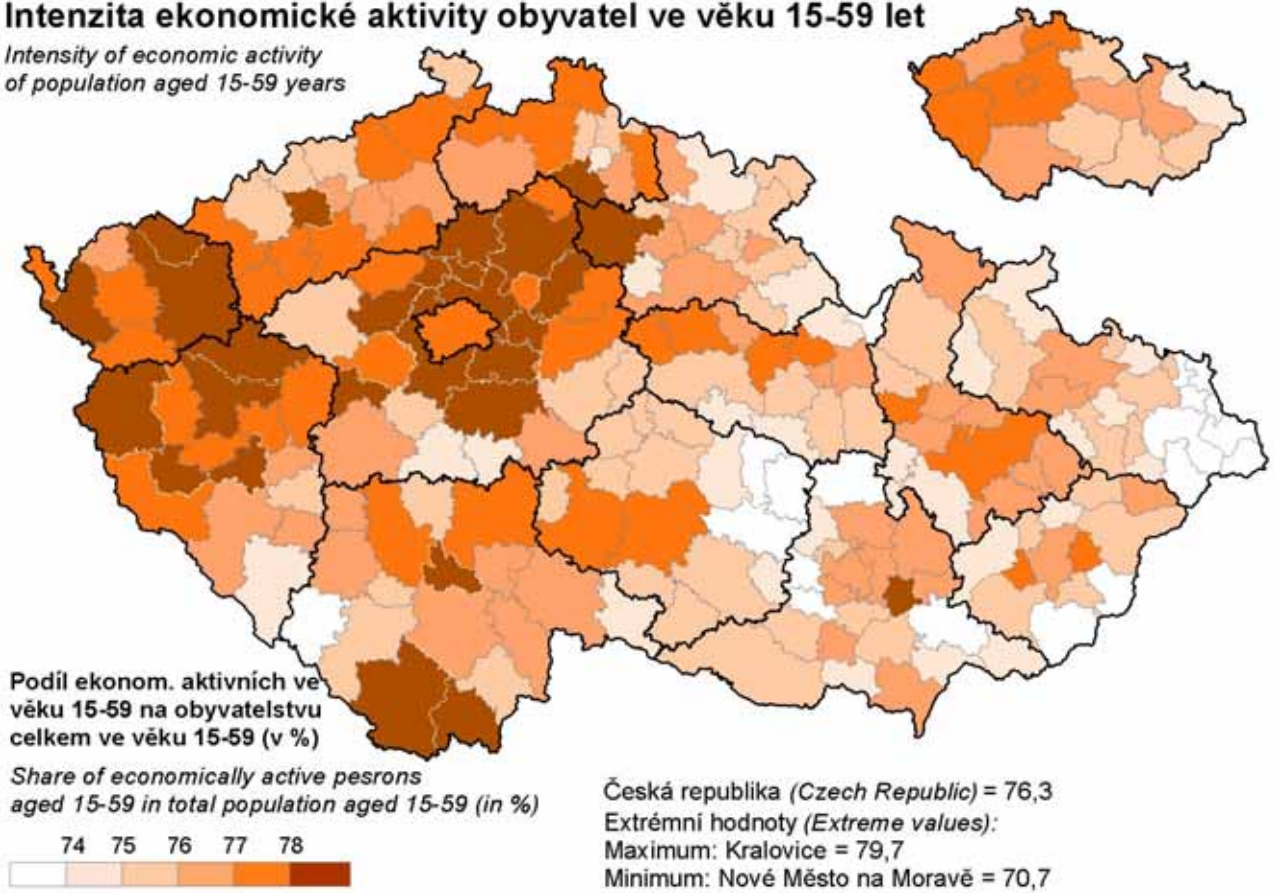 Intenzita ekonomické aktivity obyvatel ve věku 15-59 let
Intensity of economic activity
of population aged 15-59 years
Podíl ekonom. aktivních ve
věku 15-59 na obyvatelstvu
celkem ve věku 15-59 (v %)
Share of economically active pesrons
aged 15-59 in total population aged 15-59 (in %)
74 75 76 77 78
Česká republika (Czech Republic) = 76,3
Extrémní hodnoty (Extreme values):
Maximum: Kralovice = 79,7
Minimum: Nové Město na Moravě = 70,7